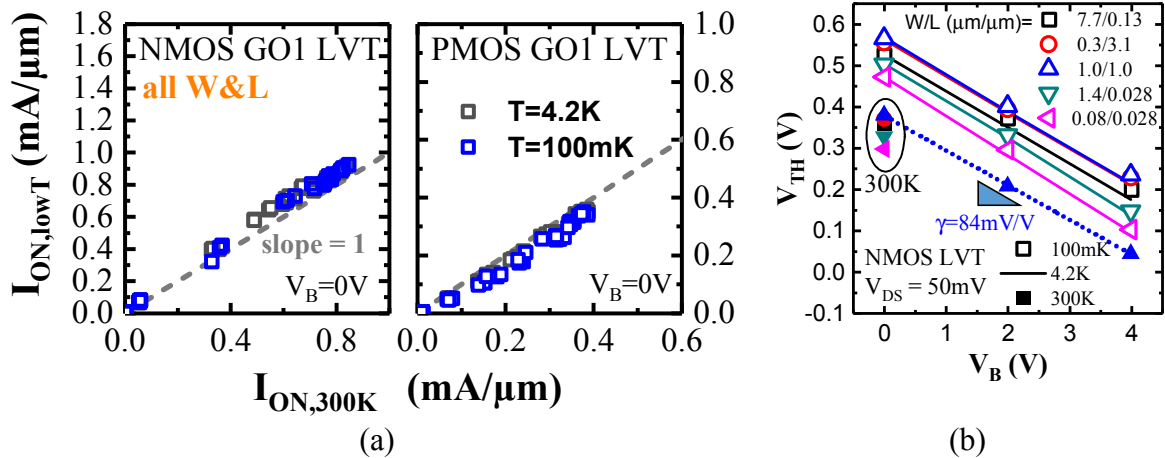 NMOS GO1 LVT
all W&L
slope = 1
V_B=0V
1.8
1.6
1.4
1.2
1.0
0.8
0.6
0.4
0.2
0.0
0.0 0.4 0.8
I_ON,lowT (mA/μm)
PMOS GO1 LVT
T=4.2K
T=100mK
V_B=0V
1.0
0.8
0.6
0.4
0.2
0.0
0.0 0.2 0.4 0.6
I_ON,300K (mA/μm)
(a)
W/L (μm/μm)=
7.7/0.13
0.3/3.1
1.0/1.0
1.4/0.028
0.08/0.028
300K
γ=84mV/V
NMOS LVT
V_DS = 50mV
100mK
4.2K
300K
0.6
0.5
0.4
0.3
0.2
0.1
0.0
-0.1
V_TH (V)
0 1 2 3 4
V_B (V)
(b)